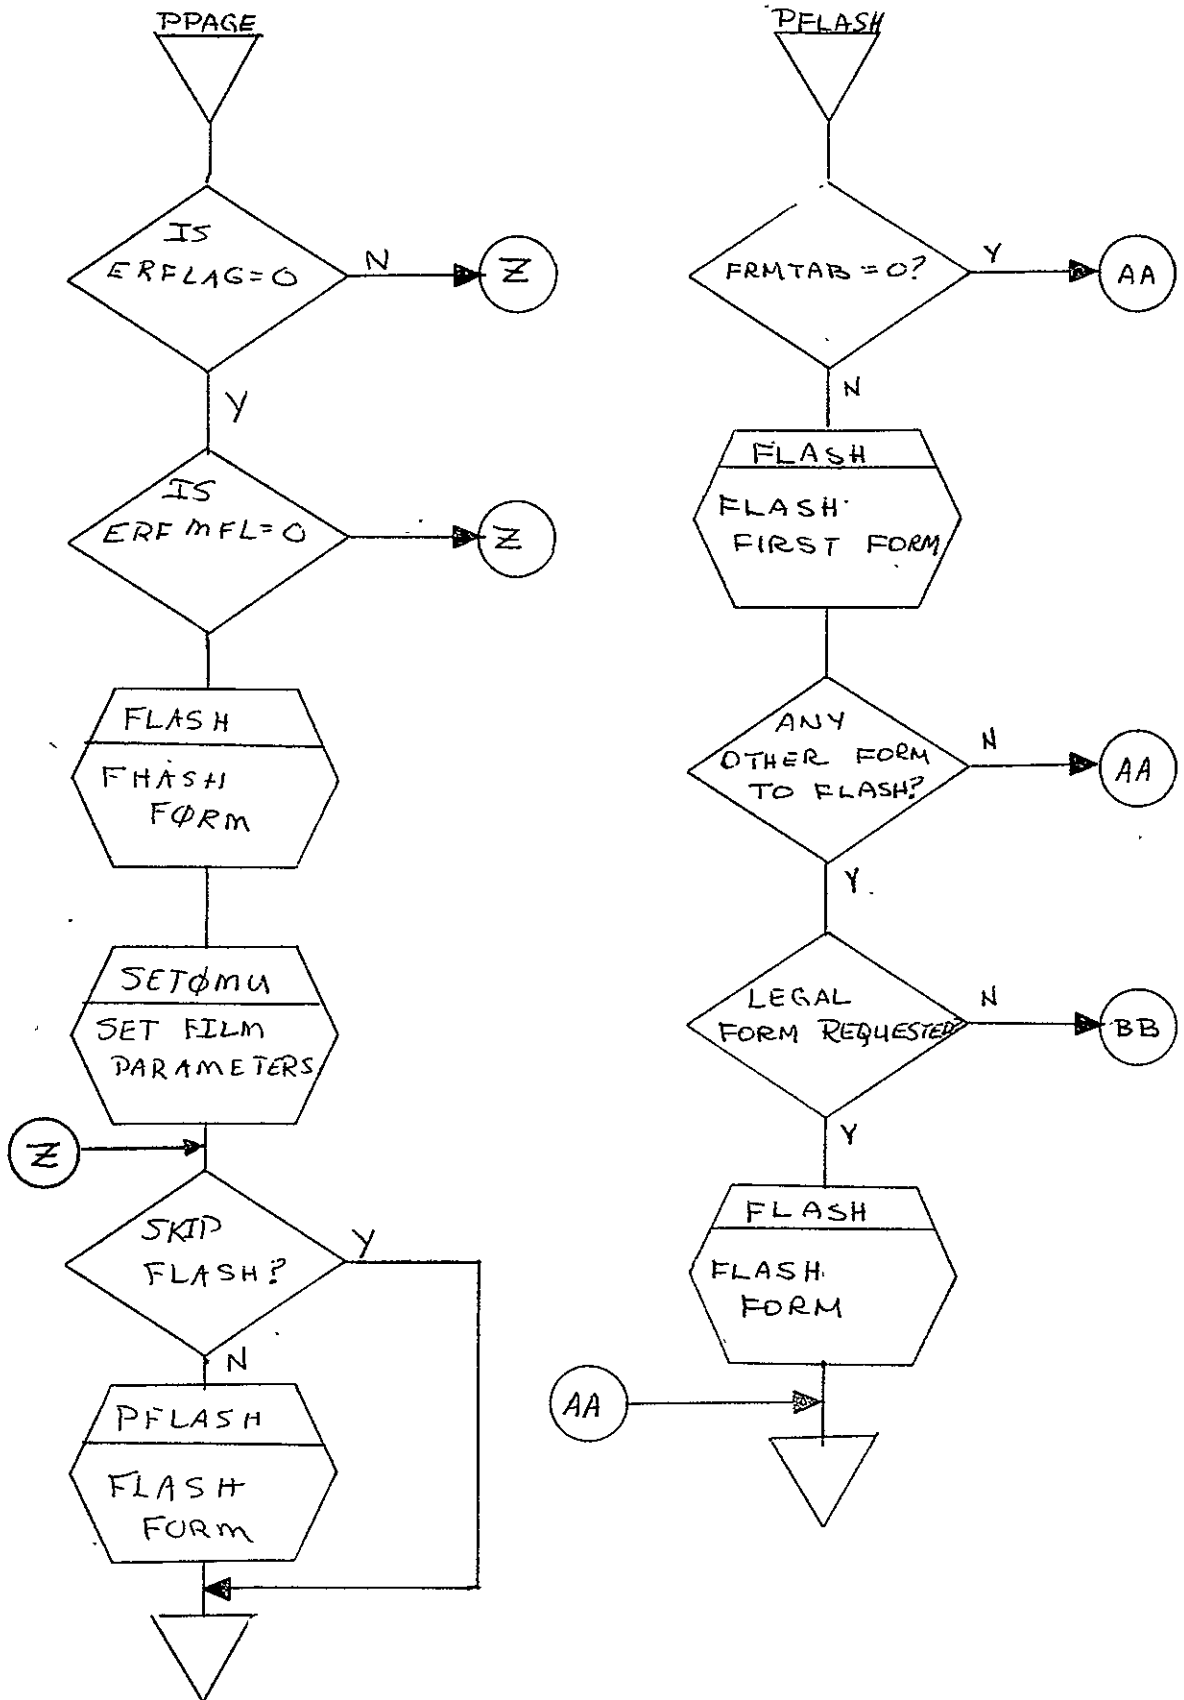 PPAGE
IS
ERFLAG=0
N
Z
Y
IS
ERFMFL=0
Z
FLASH
FHASH
FØRM
SETØMU
SET FILM
PARAMETERS
Z
SKIP
FLASH?
Y
N
PFLASH
FLASH
FORM
PFLASH
FRMTAB=0?
Y
AA
N
FLASH
FLASH
FIRST FORM
ANY
OTHER FORM
TO FLASH?
N
AA
Y
LEGAL
FORM REQUESTED?
N
BB
Y
FLASH
FLASH
FORM
AA